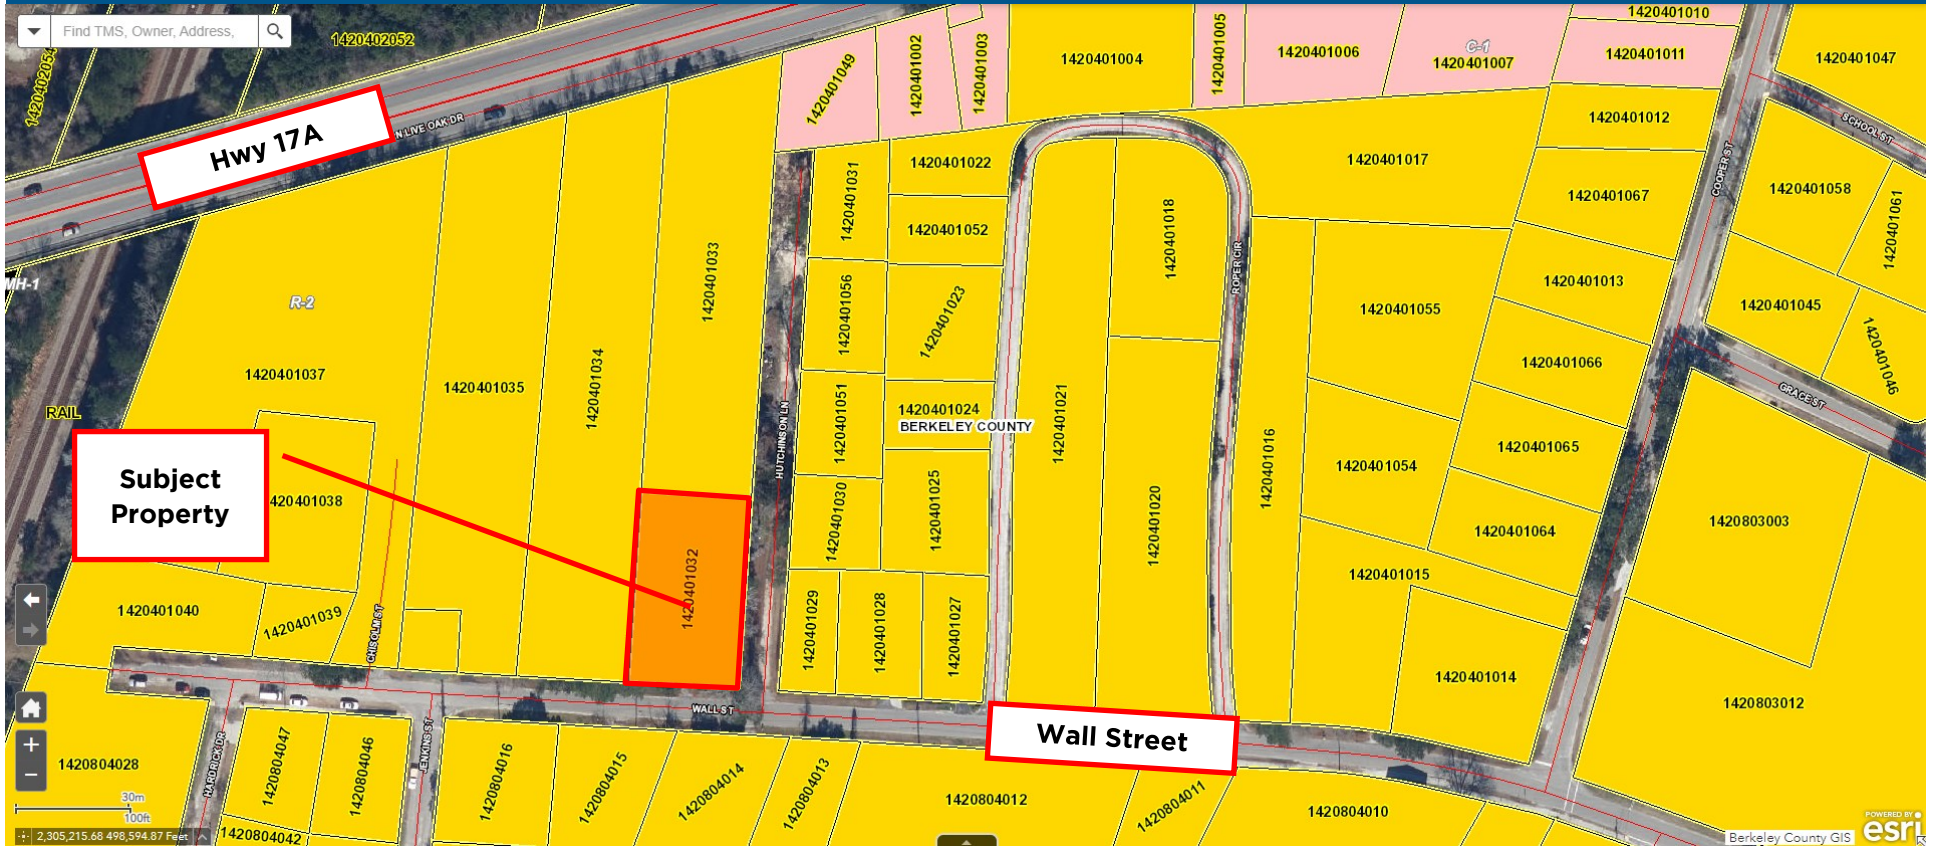 Find TMS, Owner, Address,
1420402052
1420402054
Hwy 17A
N LIVE OAK DR
1420401049
1420401002
1420401003
1420401004
1420401005
1420401006
C-1
1420401007
1420401010
1420401011
1420401047
1420401012
SCHOOL ST
COOPER ST
1420401031
1420401022
1420401052
1420401018
1420401017
1420401067
1420401058
1420401061
MH-1
R-2
1420401033
1420401056
1420401023
ROPER CIR
1420401055
1420401013
1420401045
1420401046
1420401037
1420401035
1420401034
1420401066
GRACE ST
RAIL
HUTCHINSON LN
1420401051
1420401024
BERKELEY COUNTY
1420401021
1420401016
1420401054
1420401065
Subject
Property
420401038
1420401030
1420401025
1420401020
1420401064
1420803003
1420401032
1420401015
1420401040
1420401039
CHISOLM ST
1420401029
1420401028
1420401027
1420401014
1420803012
WALL ST
Wall Street
HARDRICK DR
JENKINS ST
1420804028
1420804047
1420804046
1420804016
1420804015
1420804014
1420804013
1420804012
1420804011
1420804010
1420804042
+
−
30m
100ft
2,305,215.68 498,594.87 Feet
Berkeley County GIS
POWERED BY
esri